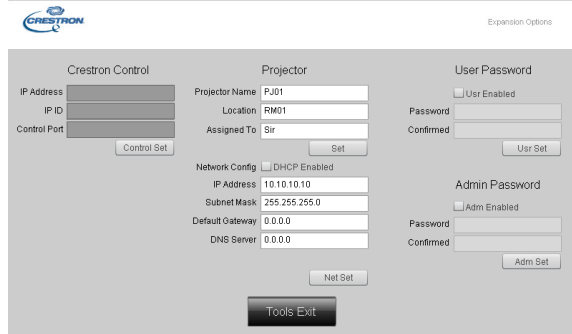 CRESTRON
Expansion Options
Crestron Control
IP Address
IP ID
Control Port
Control Set
Projector
Projector Name PJ01
Location RM01
Assigned To Sir
Set
Network Config DHCP Enabled
IP Address 10.10.10.10
Subnet Mask 255.255.255.0
Default Gateway 0.0.0.0
DNS Server 0.0.0.0
Net Set
User Password
Usr Enabled
Password
Confirmed
Usr Set
Admin Password
Adm Enabled
Password
Confirmed
Adm Set
Tools Exit